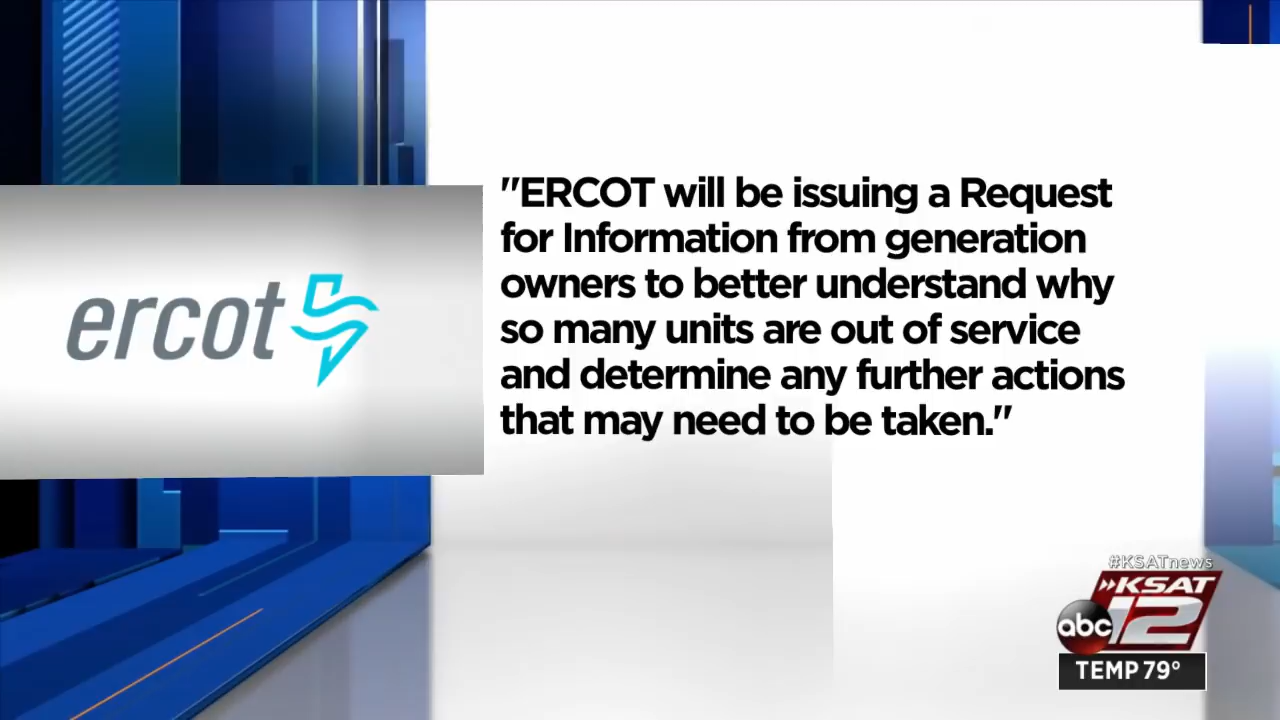 "ERCOT will be issuing a Request
for Information from generation
owners to better understand why
so many units are out of service
and determine any further actions
that may need to be taken."
ercot
#KSATnews
KSAT
abc 12
TEMP 79°